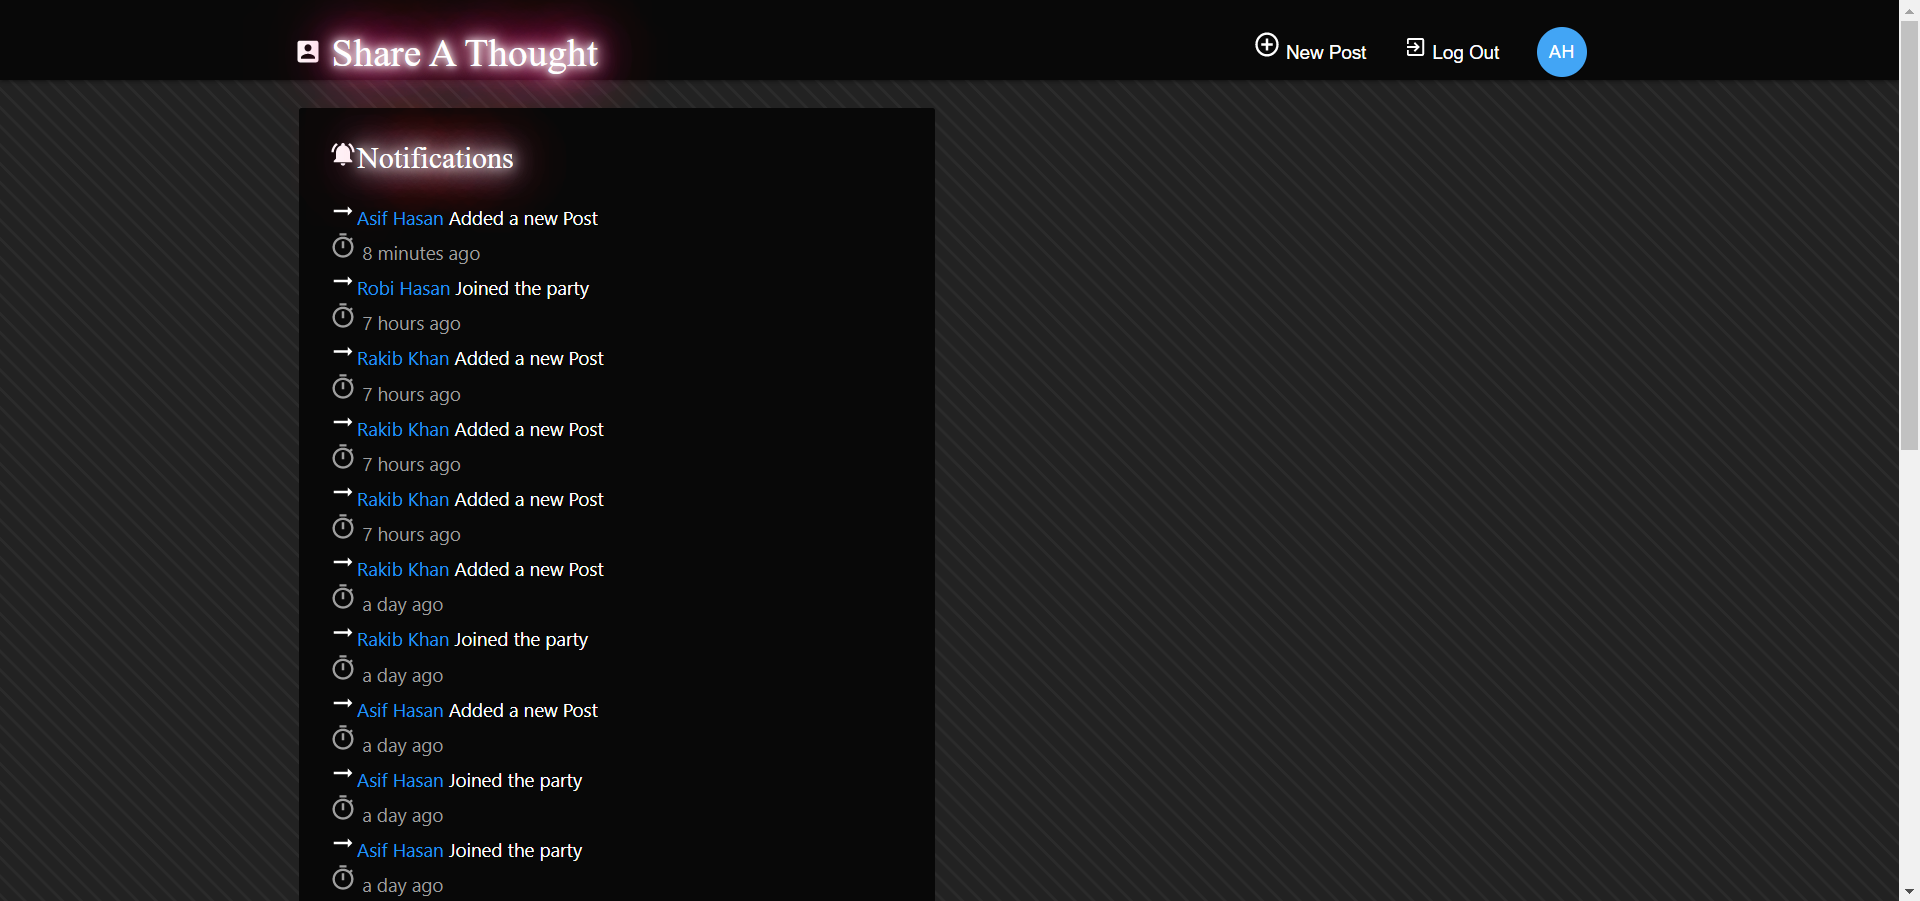 Share A Thought
New Post
Log Out
AH
Notifications
Asif Hasan Added a new Post
8 minutes ago
Robi Hasan Joined the party
7 hours ago
Rakib Khan Added a new Post
7 hours ago
Rakib Khan Added a new Post
7 hours ago
Rakib Khan Added a new Post
7 hours ago
Rakib Khan Added a new Post
a day ago
Rakib Khan Joined the party
a day ago
Asif Hasan Added a new Post
a day ago
Asif Hasan Joined the party
a day ago
Asif Hasan Joined the party
a day ago